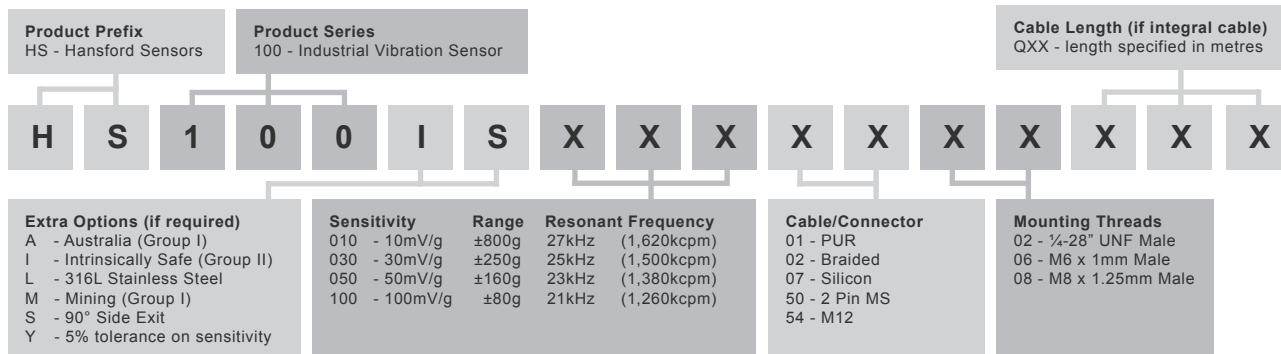 Product Prefix
HS - Hansford Sensors
Product Series
100 - Industrial Vibration Sensor
Cable Length (if integral cable)
QXX - length specified in metres
H S 1 0 0 I S X X X X X X X X X X
Extra Options (if required)
A - Australia (Group I)
I - Intrinsically Safe (Group II)
L - 316L Stainless Steel
M - Mining (Group I)
S - 90° Side Exit
Y - 5% tolerance on sensitivity
Sensitivity Range Resonant Frequency
010 - 10mV/g ±800g 27kHz (1,620kcpm)
030 - 30mV/g ±250g 25kHz (1,500kcpm)
050 - 50mV/g ±160g 23kHz (1,380kcpm)
100 - 100mV/g ±80g 21kHz (1,260kcpm)
Cable/Connector
01 - PUR
02 - Braided
07 - Silicon
50 - 2 Pin MS
54 - M12
Mounting Threads
02 - ¼-28” UNF Male
06 - M6 x 1mm Male
08 - M8 x 1.25mm Male